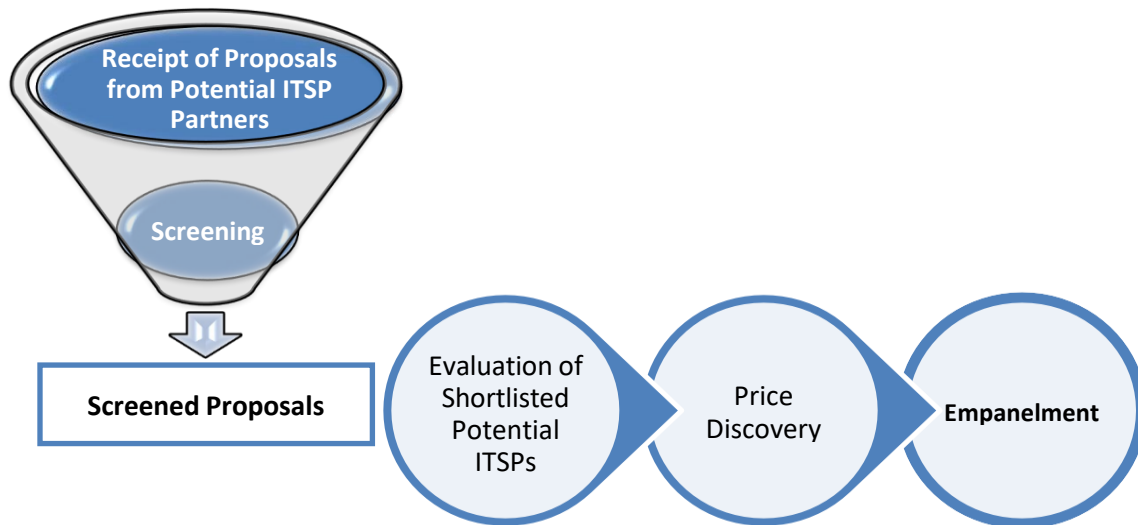 Receipt of Proposals
from Potential ITSP
Partners
Screening
Screened Proposals
Evaluation of
Shortlisted
Potential
ITSPs
Price
Discovery
Empanelment